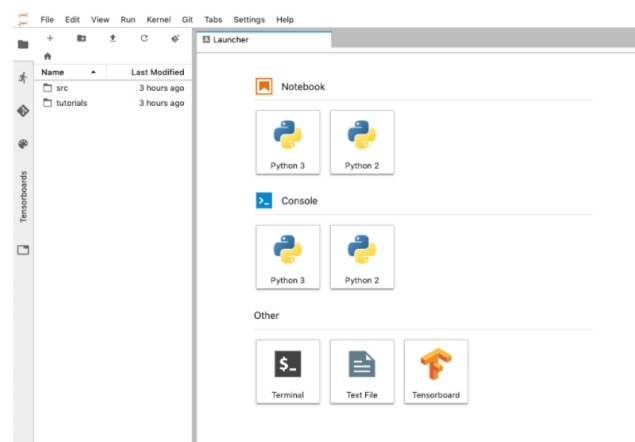 File Edit View Run Kernel Git Tabs Settings Help
Launcher
Name Last Modified
src 3 hours ago
tutorials 3 hours ago
Tensorboards
Notebook
Python 3 Python 2
Console
>_
Python 3 Python 2
Other
$_
Terminal Text File Tensorboard